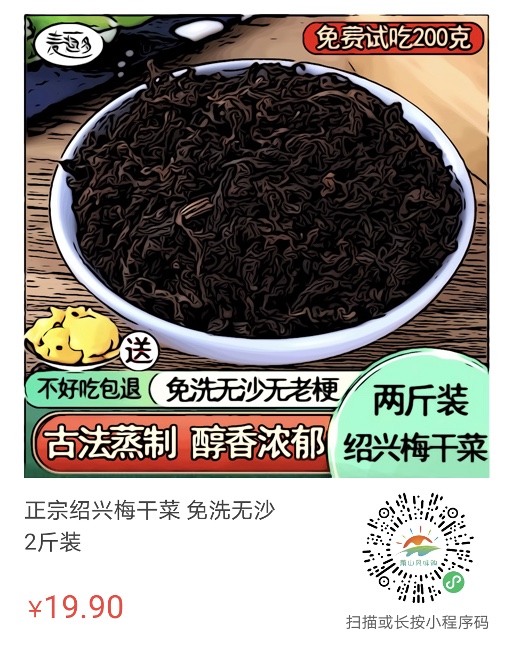 免费试吃200克
送
不好吃包退
免洗无沙无老梗
两斤装
古法蒸制 醇香浓郁
绍兴梅干菜
正宗绍兴梅干菜 免洗无沙
2斤装
¥19.90
扫描或长按小程序码